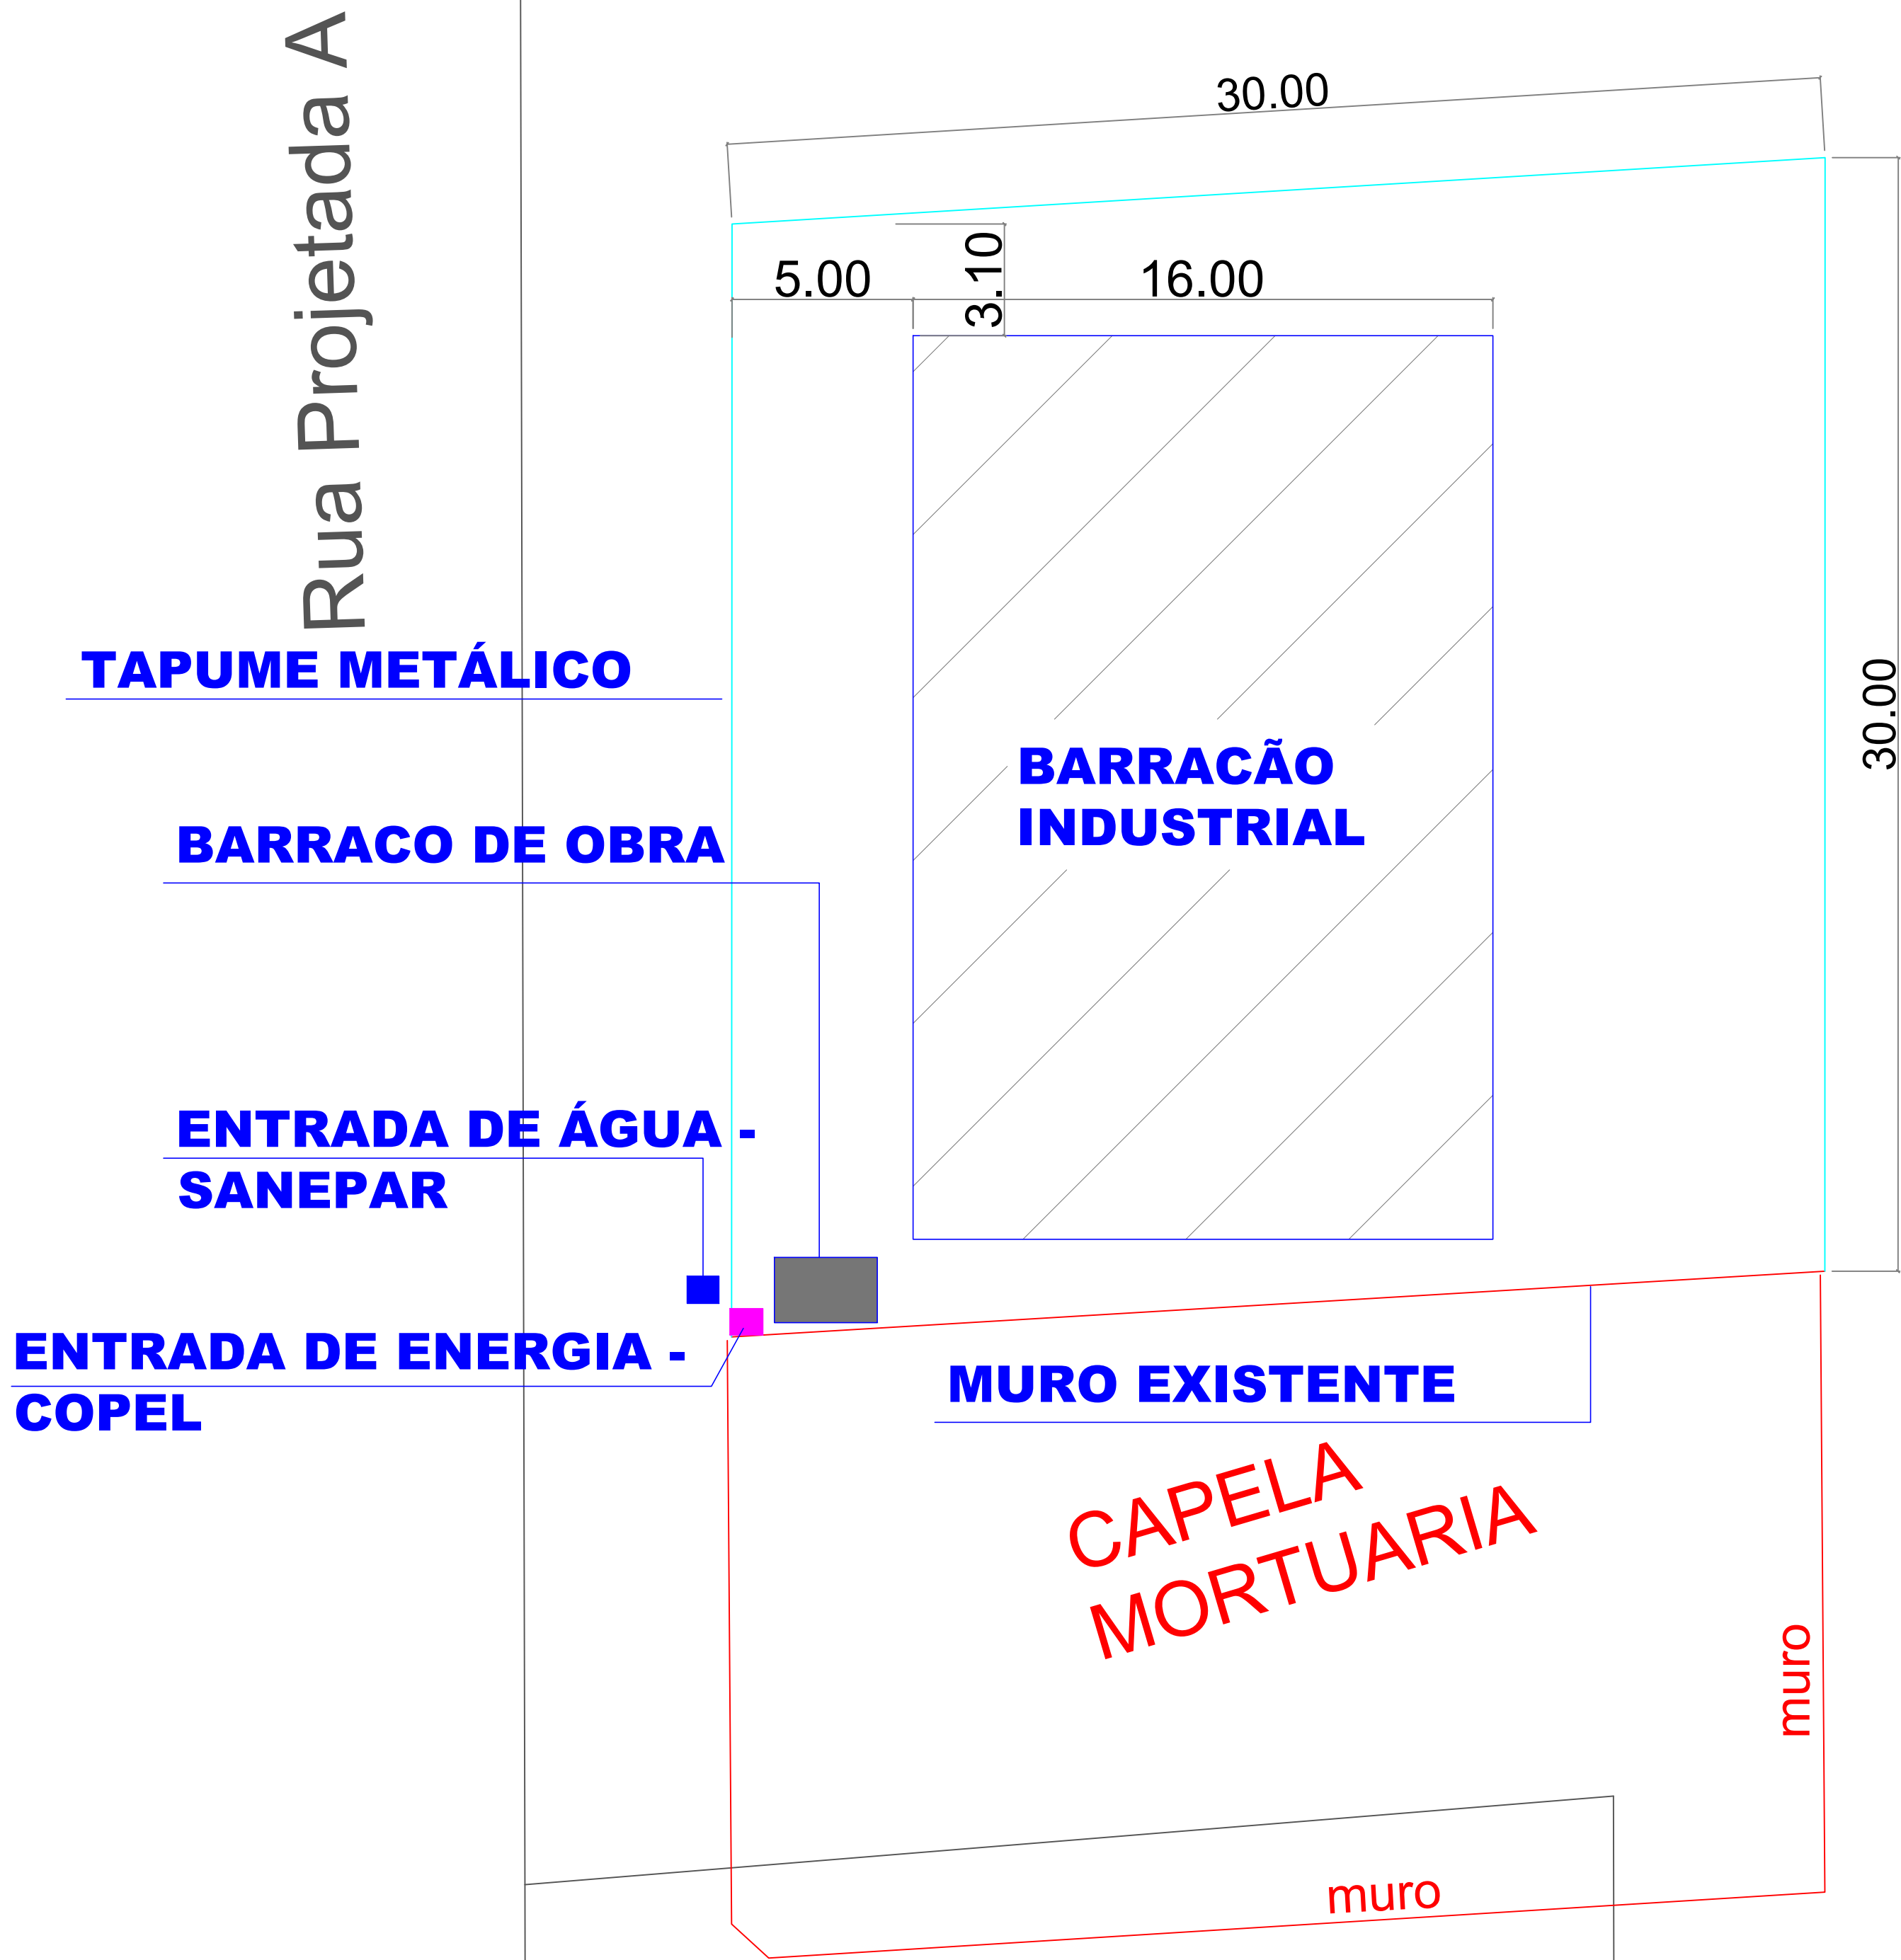 Rua Projetada A
30.00
5.00
3.10
16.00
30.00
TAPUME METÁLICO
BARRACÃO
INDUSTRIAL
BARRACO DE OBRA
ENTRADA DE ÁGUA -
SANEPAR
ENTRADA DE ENERGIA -
COPEL
MURO EXISTENTE
CAPELA
MORTUARIA
muro
muro